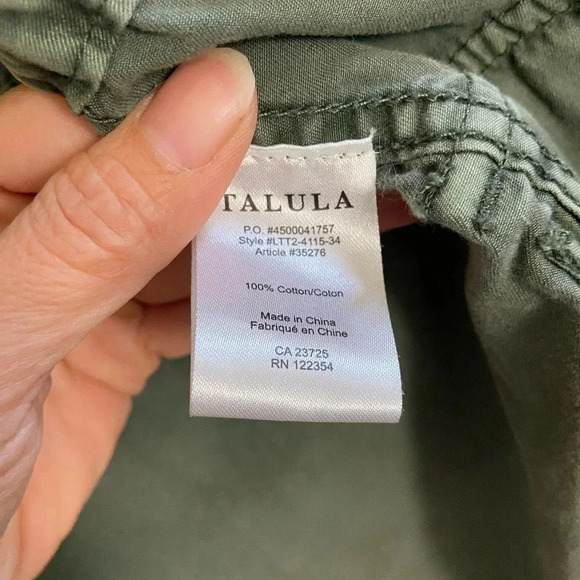 TALULA
P.O. #4500041757
Style #LTT2-4115-34
Article #35276
100% Cotton/Coton
Made in China
Fabriqué en Chine
CA 23725
RN 122354